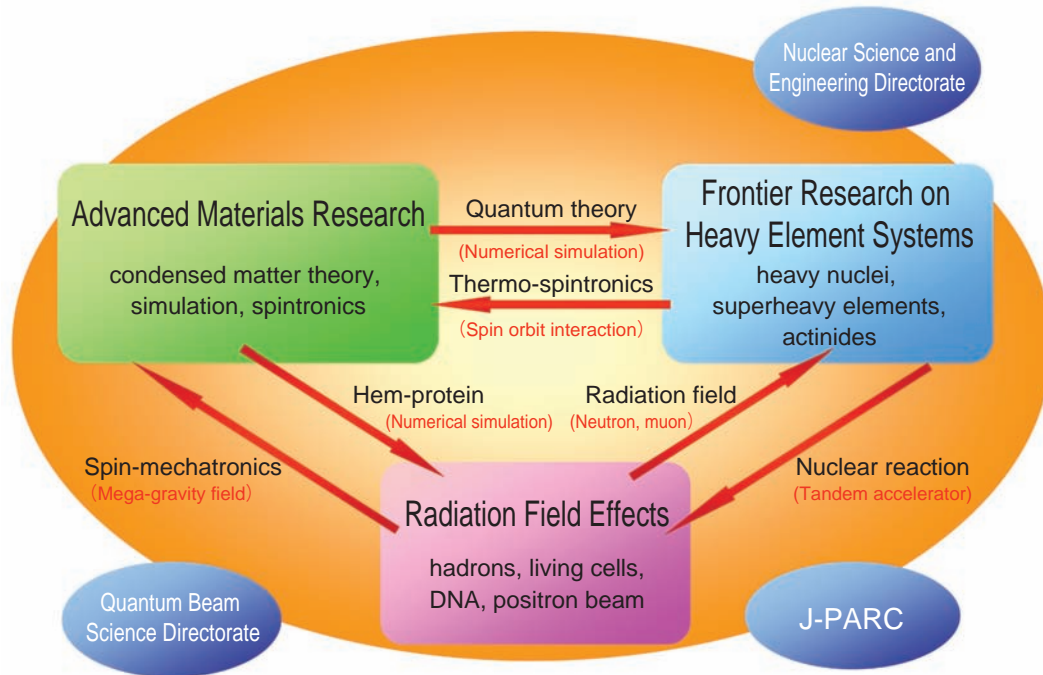 Nuclear Science and
Engineering Directorate
Advanced Materials Research
condensed matter theory,
simulation, spintronics
Quantum theory
(Numerical simulation)
Thermo-spintronics
(Spin orbit interaction)
Frontier Research on
Heavy Element Systems
heavy nuclei,
superheavy elements,
actinides
Hem-protein
(Numerical simulation)
Radiation field
(Neutron, muon)
Spin-mechatronics
(Mega-gravity field)
Nuclear reaction
(Tandem accelerator)
Radiation Field Effects
hadrons, living cells,
DNA, positron beam
Quantum Beam
Science Directorate
J-PARC